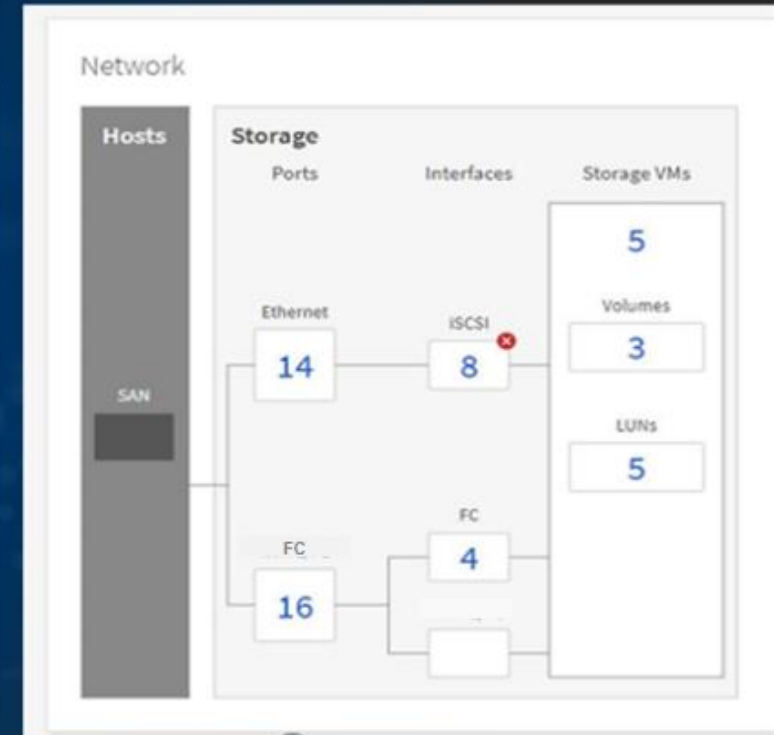 Network
Hosts
Storage
Ports
Interfaces
Storage VMs
5
Ethernet
14
iSCSI
8
Volumes
3
SAN
LUNs
5
FC
16
FC
4